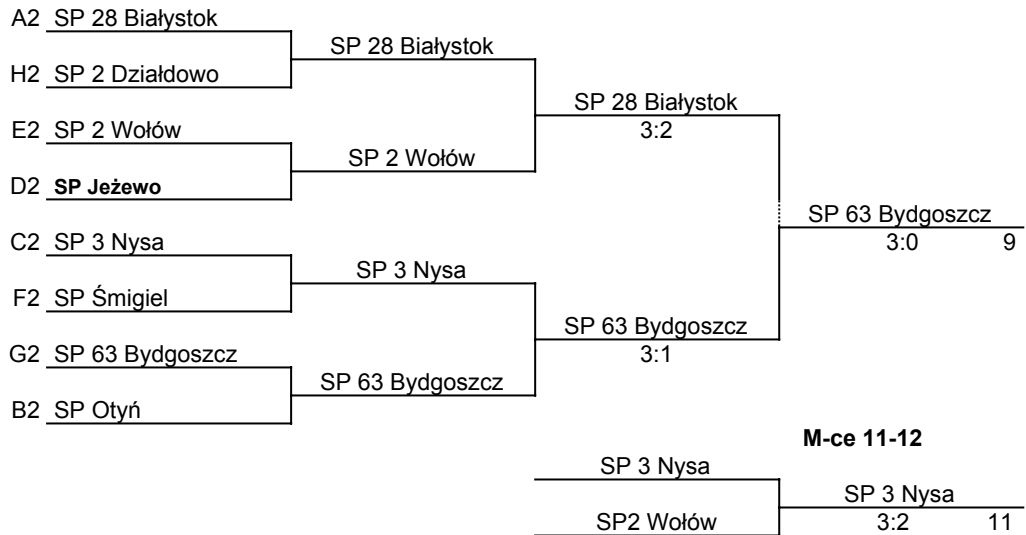 A2 SP 28 Białystok
SP 28 Białystok
H2 SP 2 Działdowo
SP 28 Białystok
3:2
E2 SP 2 Wołów
SP 2 Wołów
D2 SP Jeżewo
SP 63 Bydgoszcz
3:0 9
C2 SP 3 Nysa
SP 3 Nysa
F2 SP Śmigiel
SP 63 Bydgoszcz
3:1
G2 SP 63 Bydgoszcz
SP 63 Bydgoszcz
B2 SP Otyń
M-ce 11-12
SP 3 Nysa
SP 3 Nysa
SP2 Wołów
3:2 11